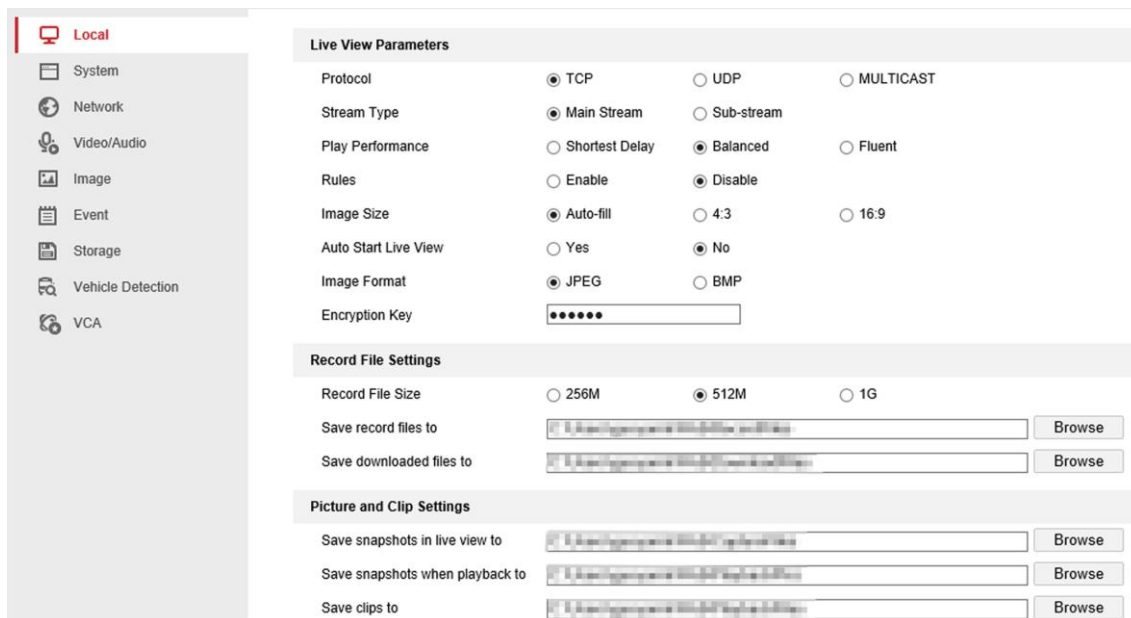 Local
System
Network
Video/Audio
Image
Event
Storage
Vehicle Detection
VCA
Live View Parameters
Protocol TCP UDP MULTICAST
Stream Type Main Stream Sub-stream
Play Performance Shortest Delay Balanced Fluent
Rules Enable Disable
Image Size Auto-fill 4:3 16:9
Auto Start Live View Yes No
Image Format JPEG BMP
Encryption Key
Record File Settings
Record File Size 256M 512M 1G
Save record files to Browse
Save downloaded files to Browse
Picture and Clip Settings
Save snapshots in live view to Browse
Save snapshots when playback to Browse
Save clips to Browse